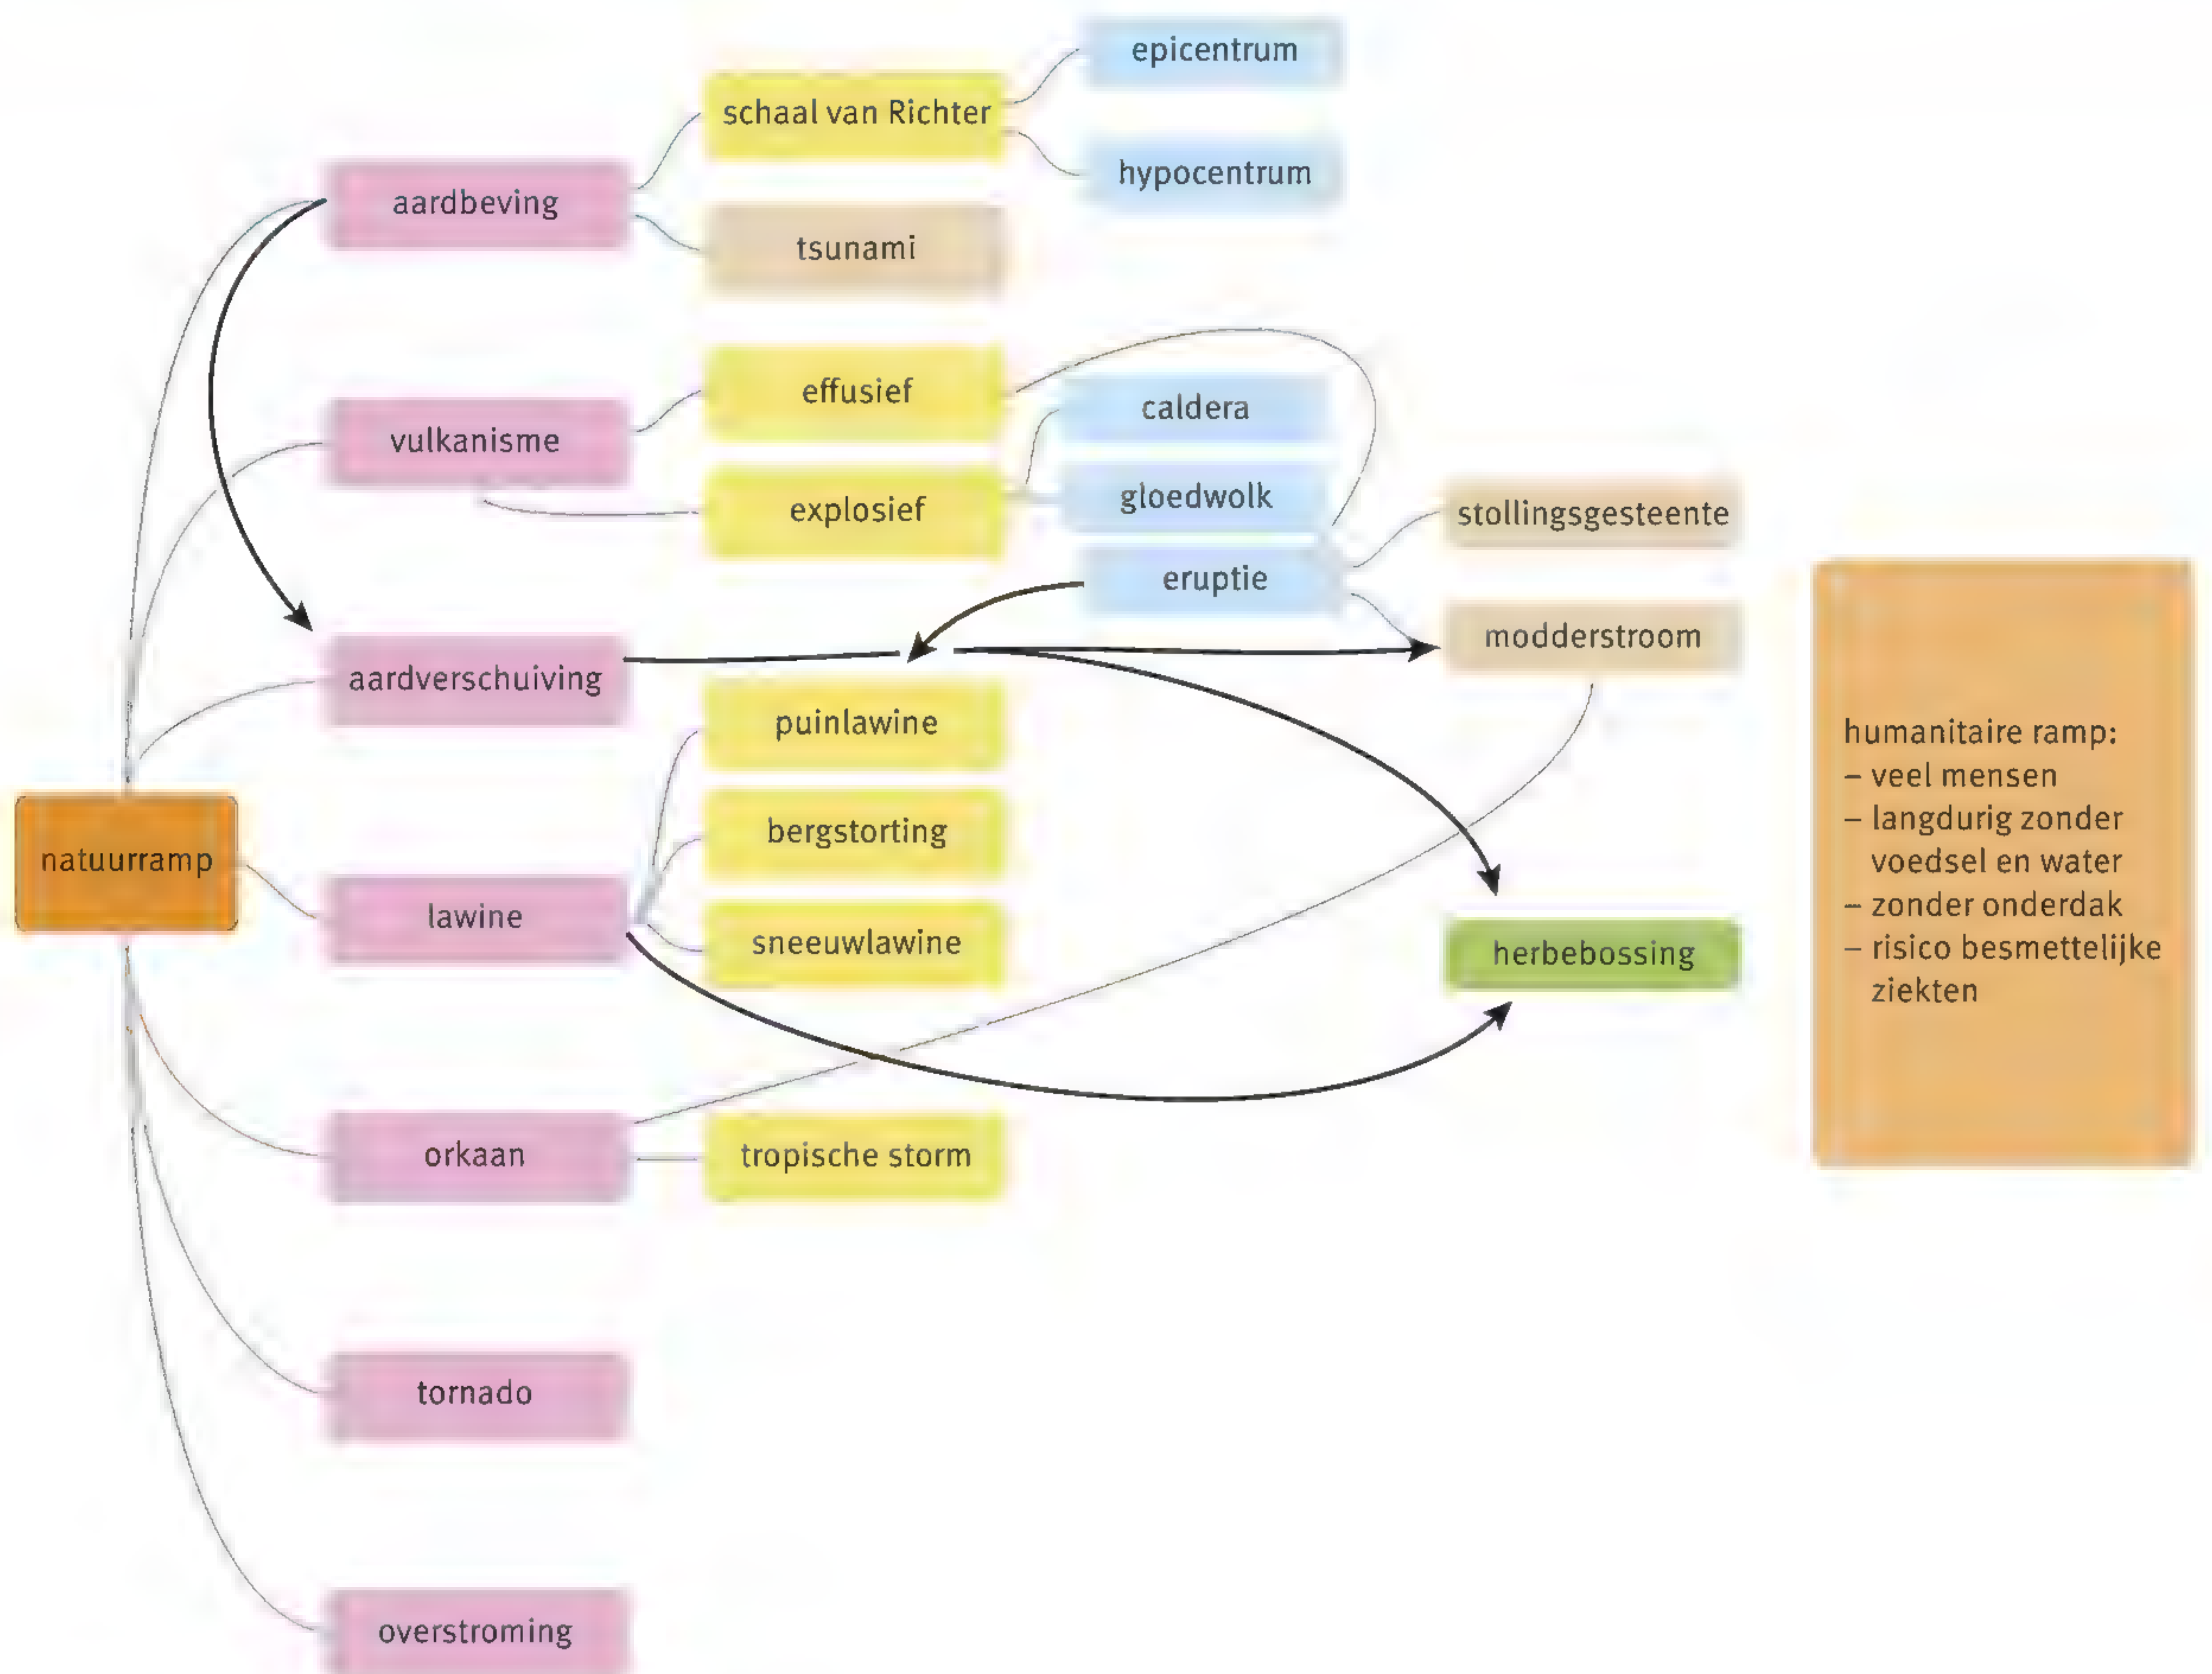 epicentrum
schaal van Richter
hypocentrum
aardbeving
tsunami
effusief
caldera
vulkanisme
gloedwolk
explosief
stollingsgesteente
eruptie
modderstroom
aardverschuiving
puinlawine
bergstorting
natuurramp
lawine
sneeuwlawine
herbebossing
orkaan
tropische storm
tornado
overstroming
humanitaire ramp:
– veel mensen
– langdurig zonder
voedsel en water
– zonder onderdak
– risico besmettelijke
ziekten